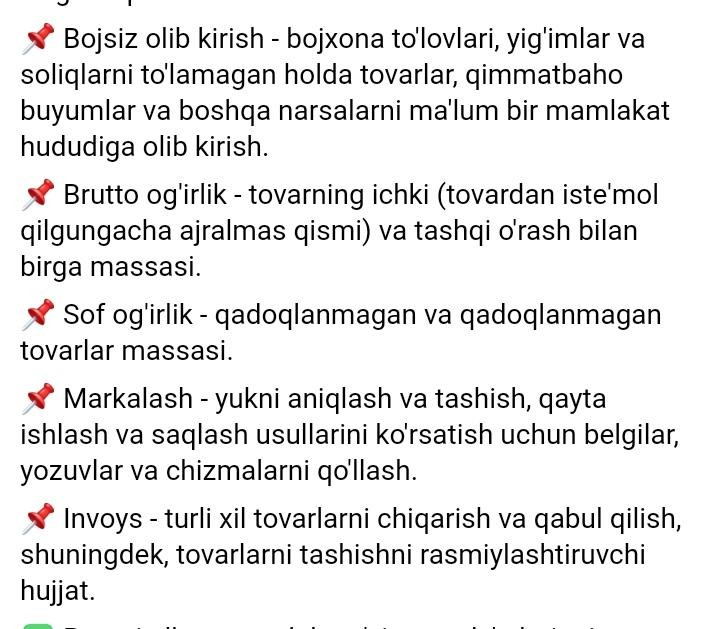 📌 Bojsiz olib kirish - bojxona to'lovlari, yig'imlar va
soliqlarni to'lamagan holda tovarlar, qimmatbaho
buyumlar va boshqa narsalarni ma'lum bir mamlakat
hududiga olib kirish.
📌 Brutto og'irlik - tovarning ichki (tovardan iste'mol
qilgungacha ajralmas qismi) va tashqi o'rash bilan
birga massasi.
📌 Sof og'irlik - qadoqlanmagan va qadoqlanmagan
tovarlar massasi.
📌 Markalash - yukni aniqlash va tashish, qayta
ishlash va saqlash usullarini ko'rsatish uchun belgilar,
yozuvlar va chizmalarni qo'llash.
📌 Invoys - turli xil tovarlarni chiqarish va qabul qilish,
shuningdek, tovarlarni tashishni rasmiylashtiruvchi
hujjat.